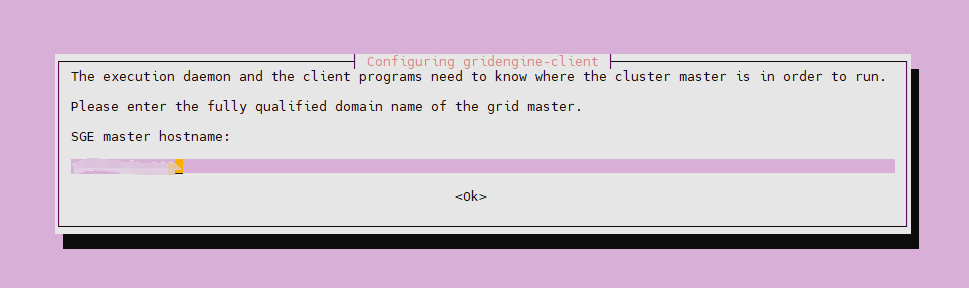 Configuring gridengine-client
The execution daemon and the client programs need to know where the cluster master is in order to run.
Please enter the fully qualified domain name of the grid master.
SGE master hostname:
<Ok>